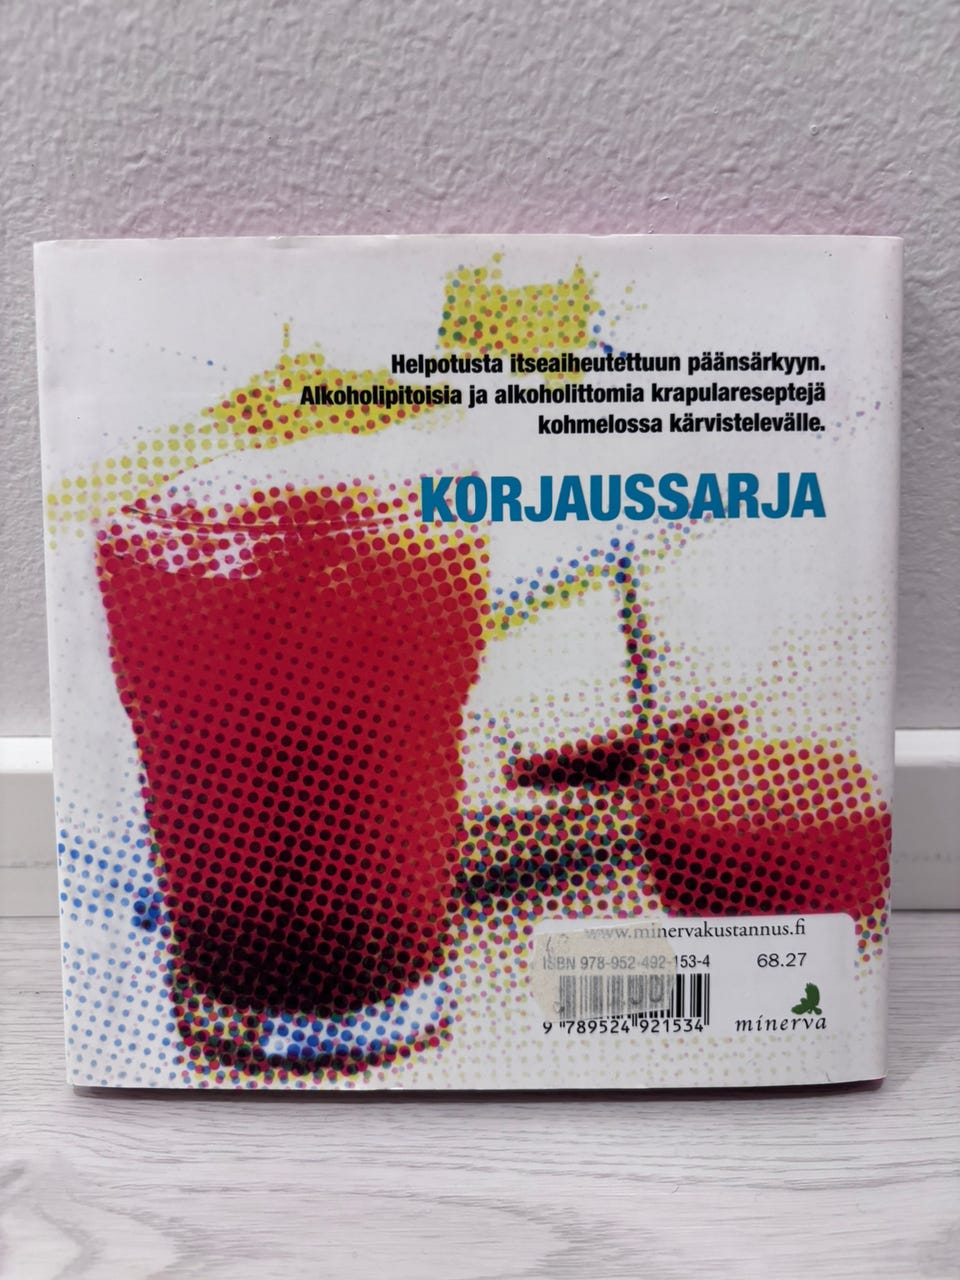 Helpotusta itseaiheutettuun päänsärkyyn.
Alkoholipitoisia ja alkoholittomia krapulareseptejä
kohmelossa kärvistelevälle.
KORJAUSSARJA
www.minervakustannus.fi
ISBN 978-952-492-153-4
68.27
9 789524 921534
minerva